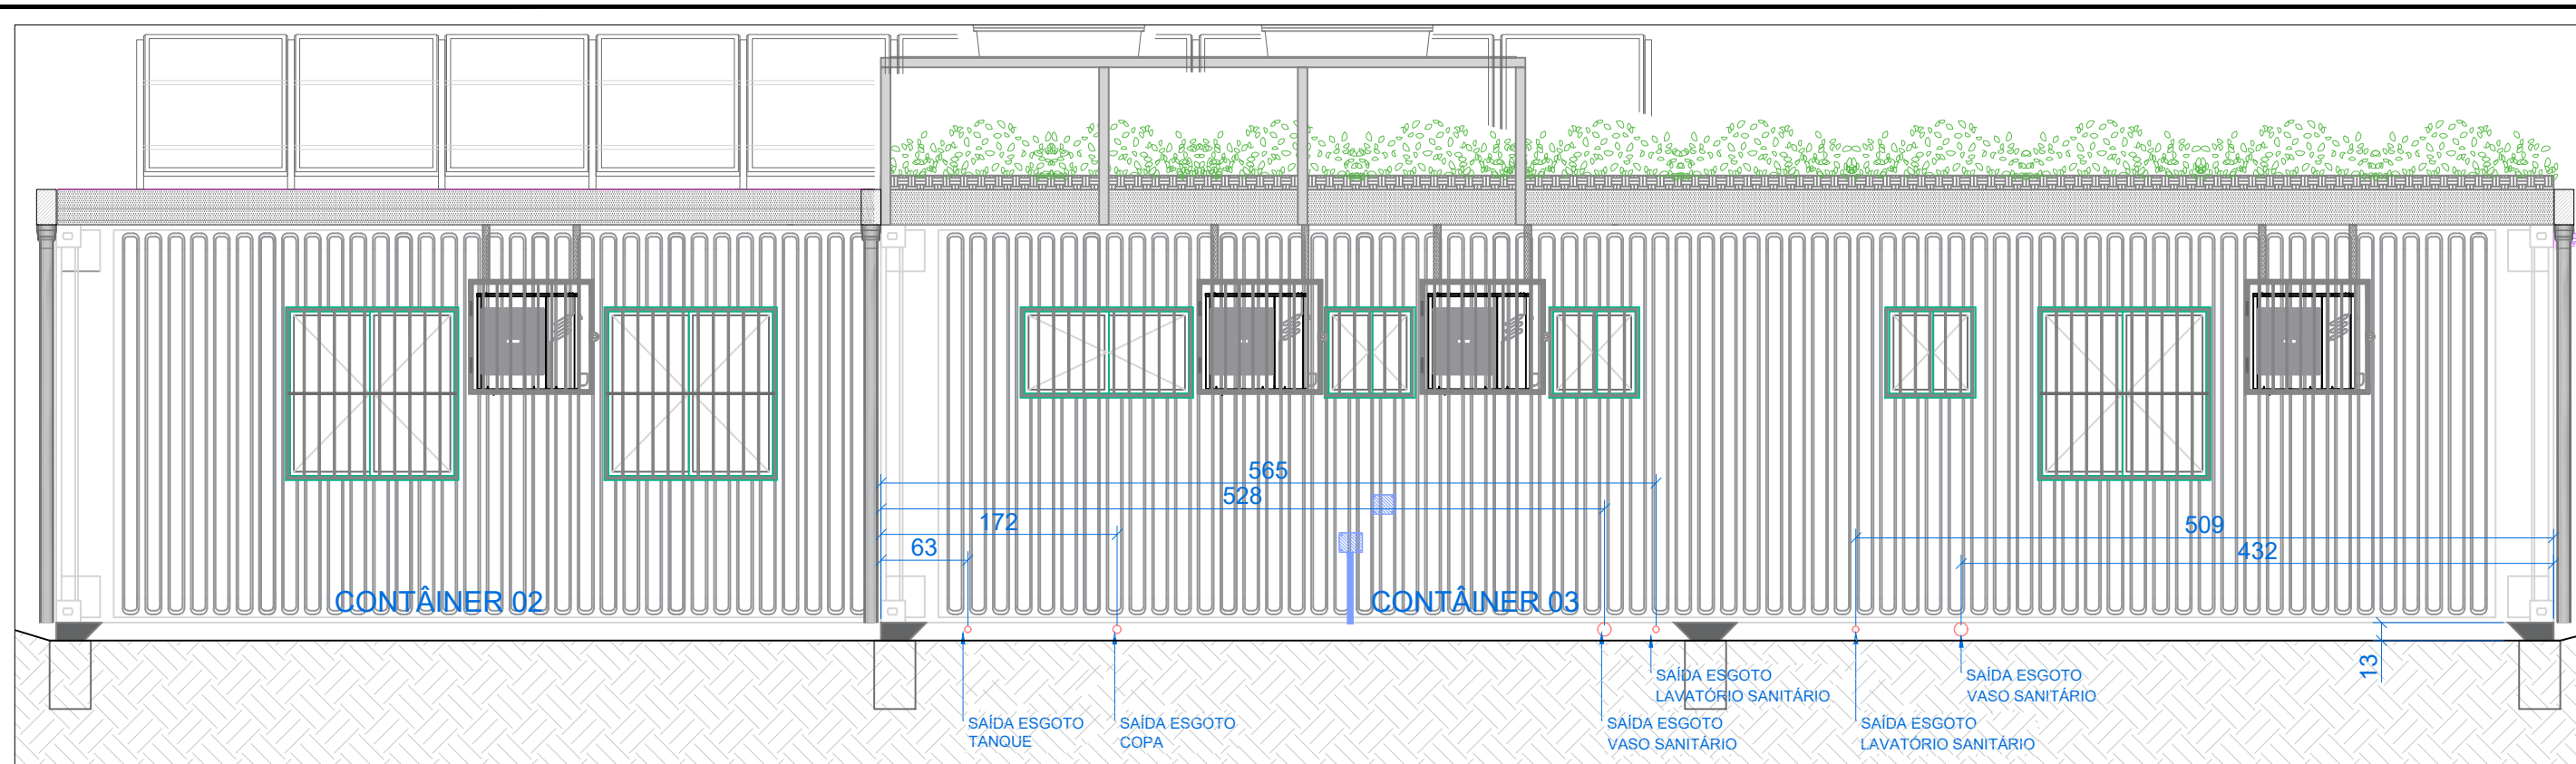 565
528
172
63
509
432
CONTÂINER 02
CONTÂINER 03
13
SAÍDA ESGOTO
LAVATÓRIO SANITÁRIO
SAÍDA ESGOTO
VASO SANITÁRIO
SAÍDA ESGOTO
TANQUE
SAÍDA ESGOTO
COPA
SAÍDA ESGOTO
VASO SANITÁRIO
SAÍDA ESGOTO
LAVATÓRIO SANITÁRIO